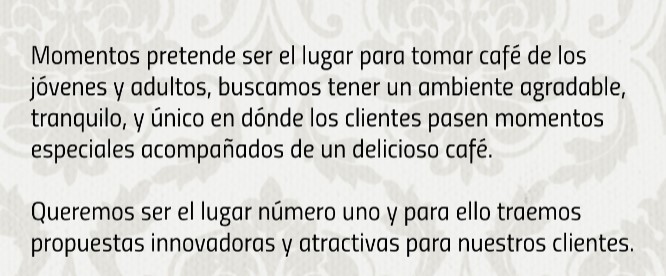 Momentos pretende ser el lugar para tomar café de los
jóvenes y adultos, buscamos tener un ambiente agradable,
tranquilo, y único en dónde los clientes pasen momentos
especiales acompañados de un delicioso café.
Queremos ser el lugar número uno y para ello traemos
propuestas innovadoras y atractivas para nuestros clientes.